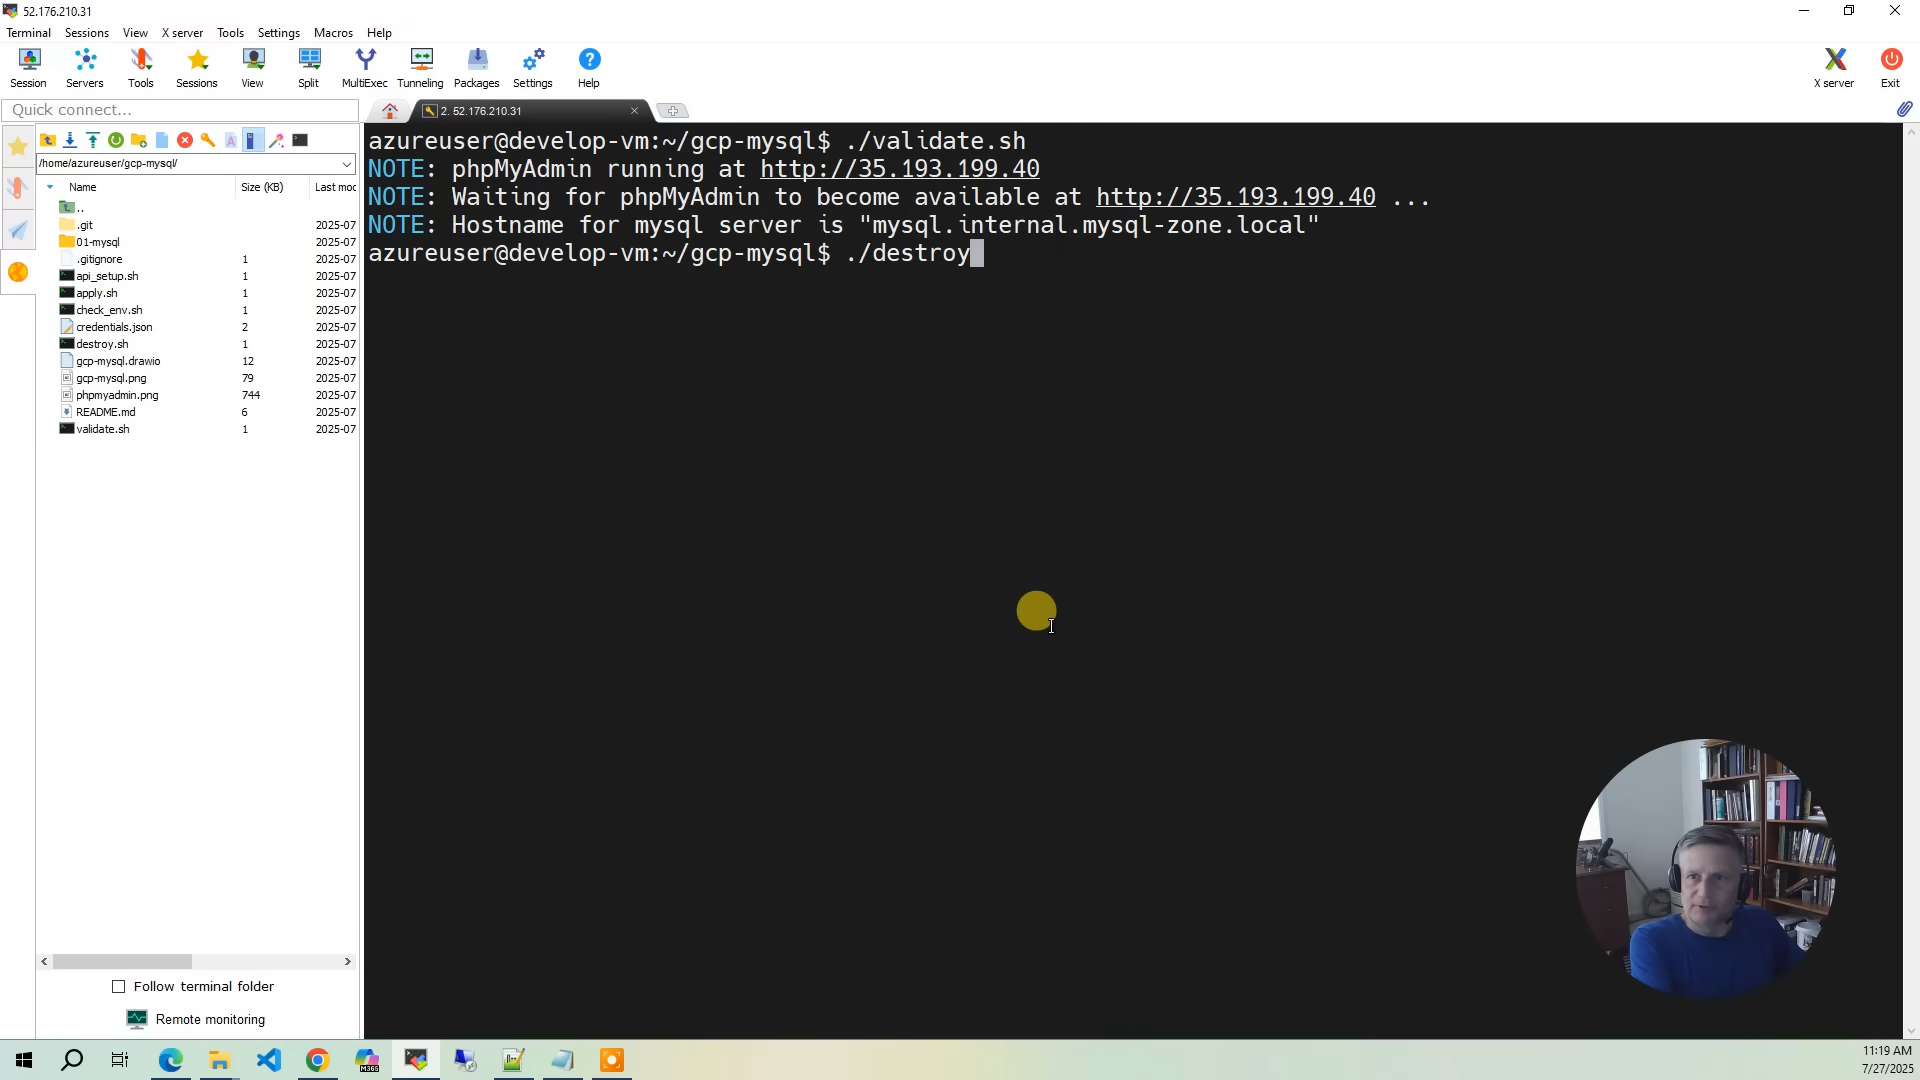 52.176.210.31
Terminal Sessions View X server Tools Settings Macros Help
Session Servers Tools Sessions View Split MultiExec Tunneling Packages Settings Help X server Exit
Quick connect...
2. 52.176.210.31
/home/azureuser/gcp-mysql/
Name Size (KB) Last mod
..
.git 2025-07
01-mysql 2025-07
.gitignore 1 2025-07
api_setup.sh 1 2025-07
apply.sh 1 2025-07
check_env.sh 1 2025-07
credentials.json 2 2025-07
destroy.sh 1 2025-07
gcp-mysql.drawio 12 2025-07
gcp-mysql.png 79 2025-07
phpmyadmin.png 744 2025-07
README.md 6 2025-07
validate.sh 1 2025-07
azureuser@develop-vm:~/gcp-mysql$ ./validate.sh
NOTE: phpMyAdmin running at http://35.193.199.40
NOTE: Waiting for phpMyAdmin to become available at http://35.193.199.40 ...
NOTE: Hostname for mysql server is "mysql.internal.mysql-zone.local"
azureuser@develop-vm:~/gcp-mysql$ ./destroy
Follow terminal folder
Remote monitoring
M365
11:19 AM
7/27/2025